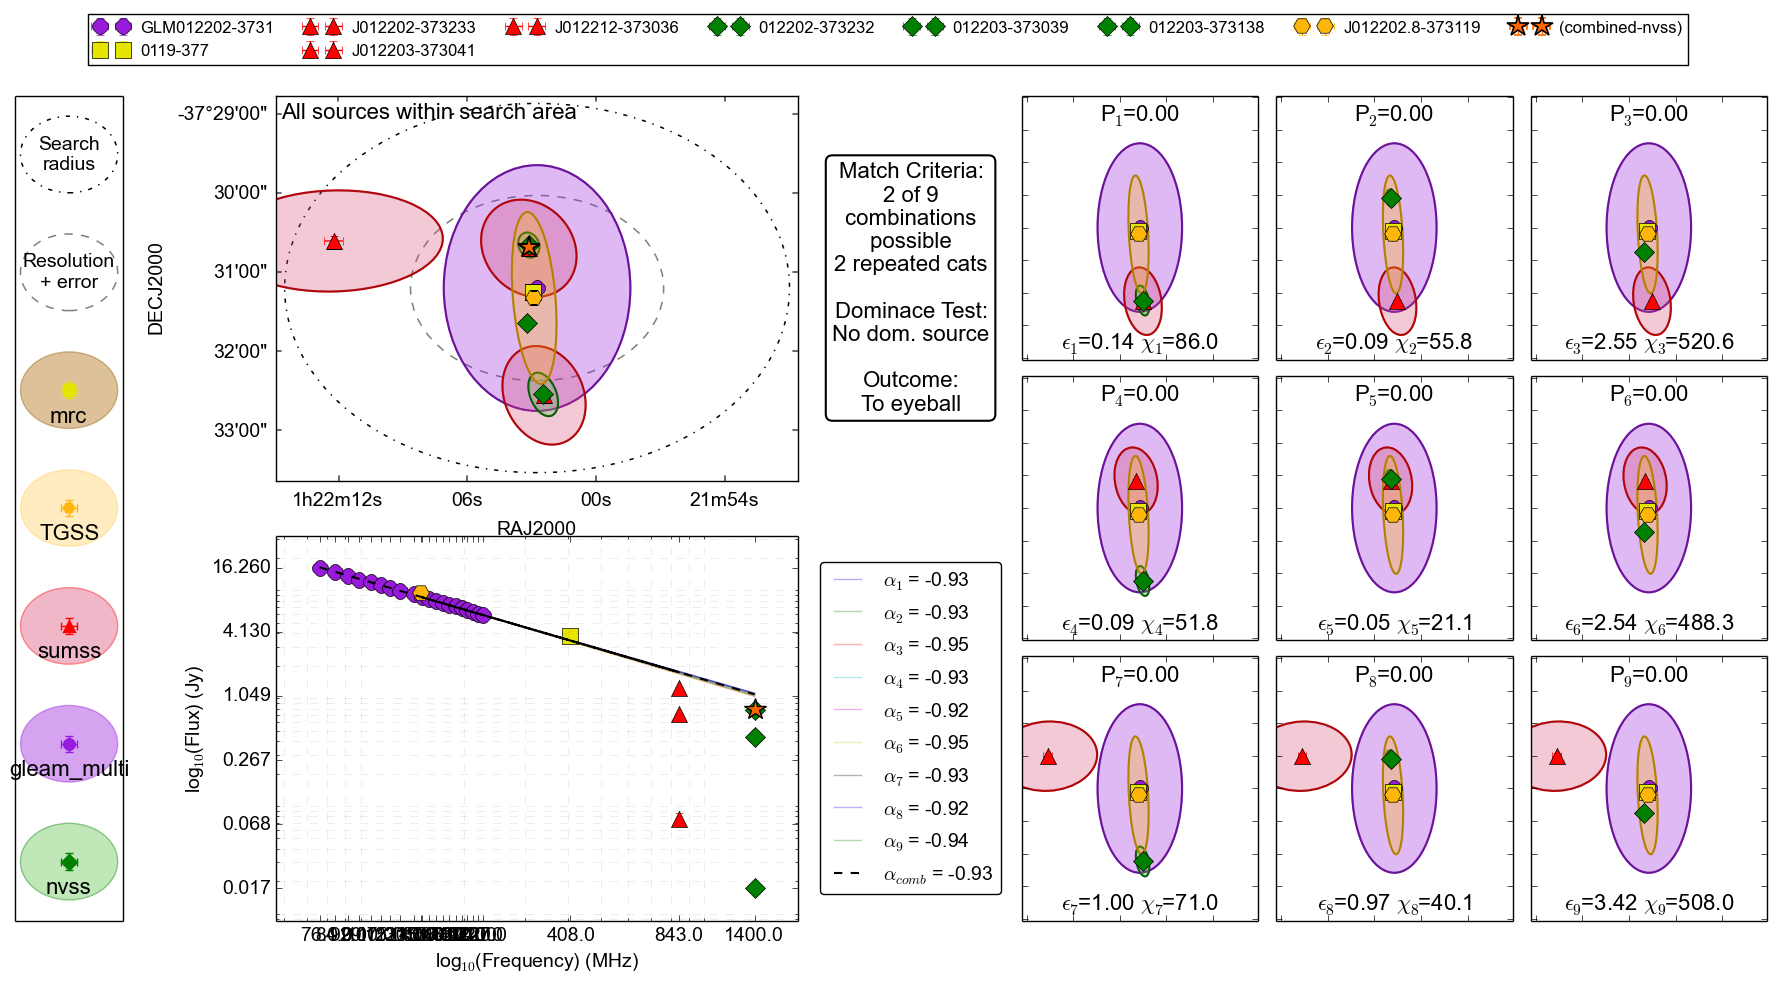 GLM012202-3731 J012202-373233 J012212-373036 012202-373232 012203-373039 012203-373138 J012202.8-373119 (combined-nvss)
0119-377 J012203-373041
Search
radius
Resolution
+ error
mrc
TGSS
sumss
gleam_multi
nvss
All sources within search area
-37°29'00"
30'00"
31'00"
32'00"
33'00"
DECJ2000
1h22m12s 06s 00s 21m54s
RAJ2000
Match Criteria:
2 of 9
combinations
possible
2 repeated cats
Dominace Test:
No dom. source
Outcome:
To eyeball
16.260
4.130
1.049
0.267
0.068
0.017
log₁₀(Flux) (Jy)
408.0 843.0 1400.0
log₁₀(Frequency) (MHz)
α₁ = -0.93
α₂ = -0.93
α₃ = -0.95
α₄ = -0.93
α₅ = -0.92
α₆ = -0.95
α₇ = -0.93
α₈ = -0.92
α₉ = -0.94
α_comb = -0.93
P₁=0.00 P₂=0.00 P₃=0.00
ϵ₁=0.14 χ₁=86.0 ϵ₂=0.09 χ₂=55.8 ϵ₃=2.55 χ₃=520.6
P₄=0.00 P₅=0.00 P₆=0.00
ϵ₄=0.09 χ₄=51.8 ϵ₅=0.05 χ₅=21.1 ϵ₆=2.54 χ₆=488.3
P₇=0.00 P₈=0.00 P₉=0.00
ϵ₇=1.00 χ₇=71.0 ϵ₈=0.97 χ₈=40.1 ϵ₉=3.42 χ₉=508.0